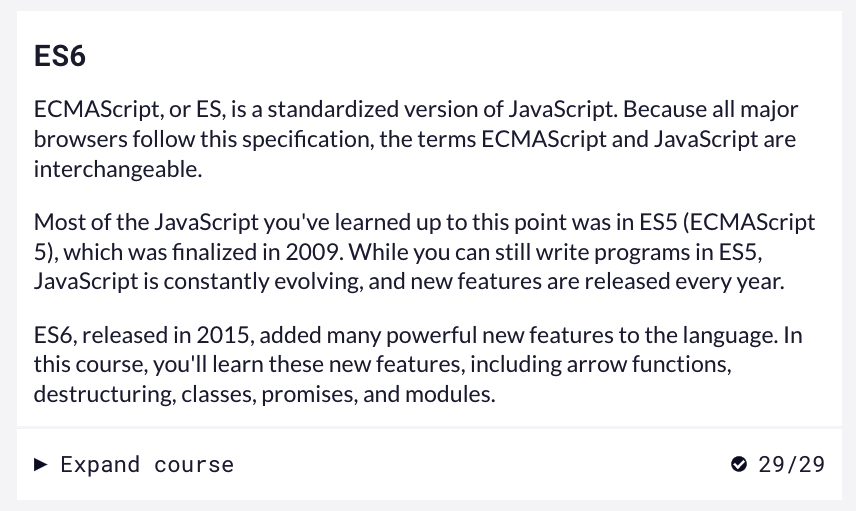 ES6
ECMAScript, or ES, is a standardized version of JavaScript. Because all major
browsers follow this specification, the terms ECMAScript and JavaScript are
interchangeable.
Most of the JavaScript you've learned up to this point was in ES5 (ECMAScript
5), which was finalized in 2009. While you can still write programs in ES5,
JavaScript is constantly evolving, and new features are released every year.
ES6, released in 2015, added many powerful new features to the language. In
this course, you'll learn these new features, including arrow functions,
destructuring, classes, promises, and modules.
Expand course 29/29